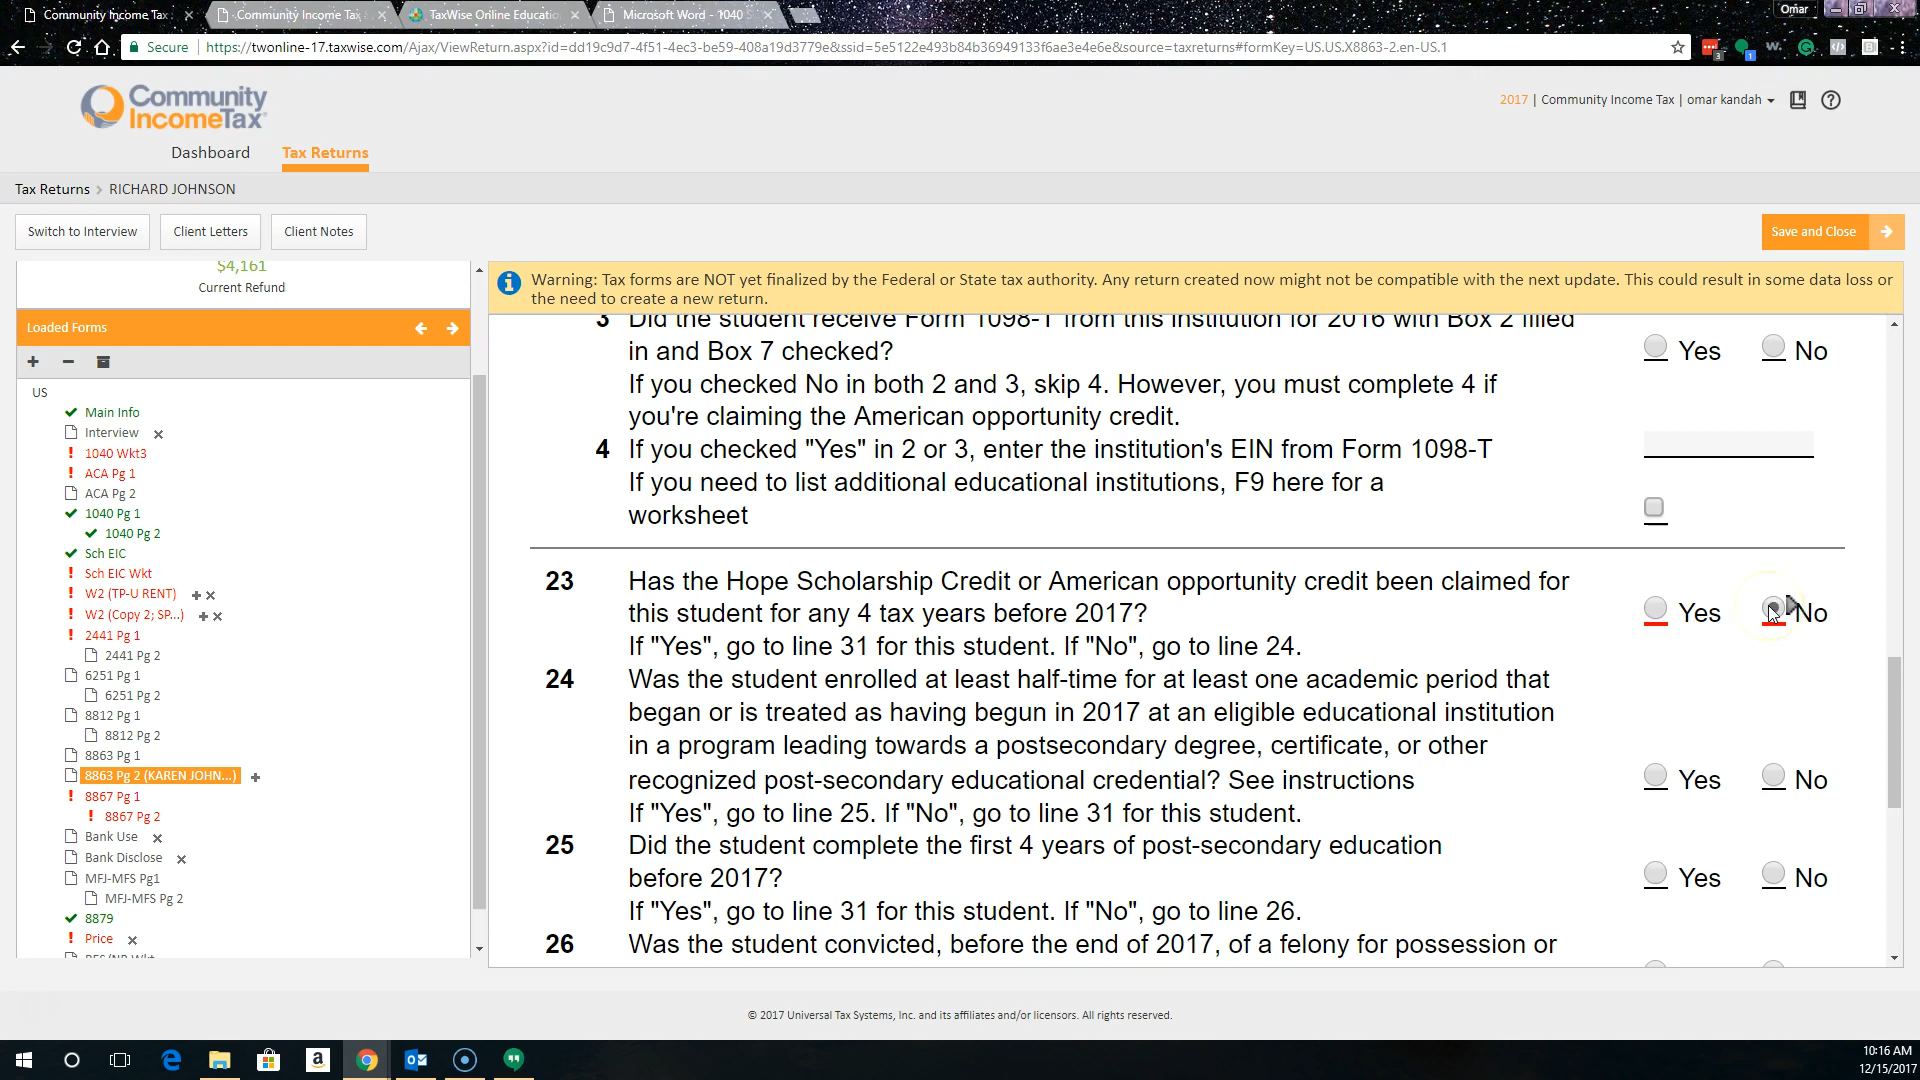 Community Income Tax
Community Income Tax
TaxWise Online Educatio
Microsoft Word - 1040 S
Omar
Secure
https://twonline-17.taxwise.com/Ajax/ViewReturn.aspx?id=dd19c9d7-4f51-4ec3-be59-408a19d3779e&ssid=5e5122e493b84b36949133f6ae3e4e6e&source=taxreturns#formKey=US.US.X8863-2.en-US.1
Community
IncomeTax
2017 | Community Income Tax | omar kandah
Dashboard
Tax Returns
Tax Returns > RICHARD JOHNSON
Switch to Interview
Client Letters
Client Notes
Save and Close
$4,161
Current Refund
Loaded Forms
US
Main Info
Interview
1040 Wkt3
ACA Pg 1
ACA Pg 2
1040 Pg 1
1040 Pg 2
Sch EIC
Sch EIC Wkt
W2 (TP-U RENT)
W2 (Copy 2; SP...)
2441 Pg 1
2441 Pg 2
6251 Pg 1
6251 Pg 2
8812 Pg 1
8812 Pg 2
8863 Pg 1
8863 Pg 2 (KAREN JOHN...)
8867 Pg 1
8867 Pg 2
Bank Use
Bank Disclose
MFJ-MFS Pg1
MFJ-MFS Pg 2
8879
Price
Warning: Tax forms are NOT yet finalized by the Federal or State tax authority. Any return created now might not be compatible with the next update. This could result in some data loss or
the need to create a new return.
3 Did the student receive Form 1098-T from this institution for 2016 with Box 2 filled
in and Box 7 checked? Yes No
If you checked No in both 2 and 3, skip 4. However, you must complete 4 if
you're claiming the American opportunity credit.
4 If you checked "Yes" in 2 or 3, enter the institution's EIN from Form 1098-T
If you need to list additional educational institutions, F9 here for a
worksheet
23 Has the Hope Scholarship Credit or American opportunity credit been claimed for
this student for any 4 tax years before 2017? Yes No
If "Yes", go to line 31 for this student. If "No", go to line 24.
24 Was the student enrolled at least half-time for at least one academic period that
began or is treated as having begun in 2017 at an eligible educational institution
in a program leading towards a postsecondary degree, certificate, or other
recognized post-secondary educational credential? See instructions Yes No
If "Yes", go to line 25. If "No", go to line 31 for this student.
25 Did the student complete the first 4 years of post-secondary education
before 2017? Yes No
If "Yes", go to line 31 for this student. If "No", go to line 26.
26 Was the student convicted, before the end of 2017, of a felony for possession or
© 2017 Universal Tax Systems, Inc. and its affiliates and/or licensors. All rights reserved.
10:16 AM
12/15/2017